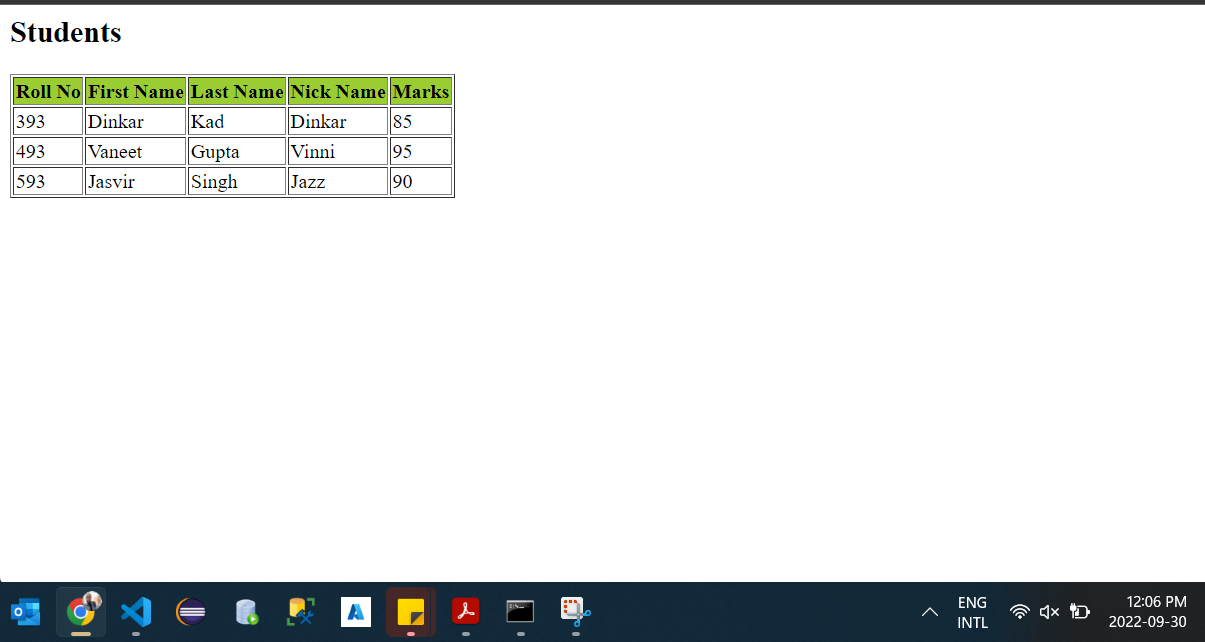 Students
Roll No First Name Last Name Nick Name Marks
393 Dinkar Kad Dinkar 85
493 Vaneet Gupta Vinni 95
593 Jasvir Singh Jazz 90
ENG
INTL
12:06 PM
2022-09-30